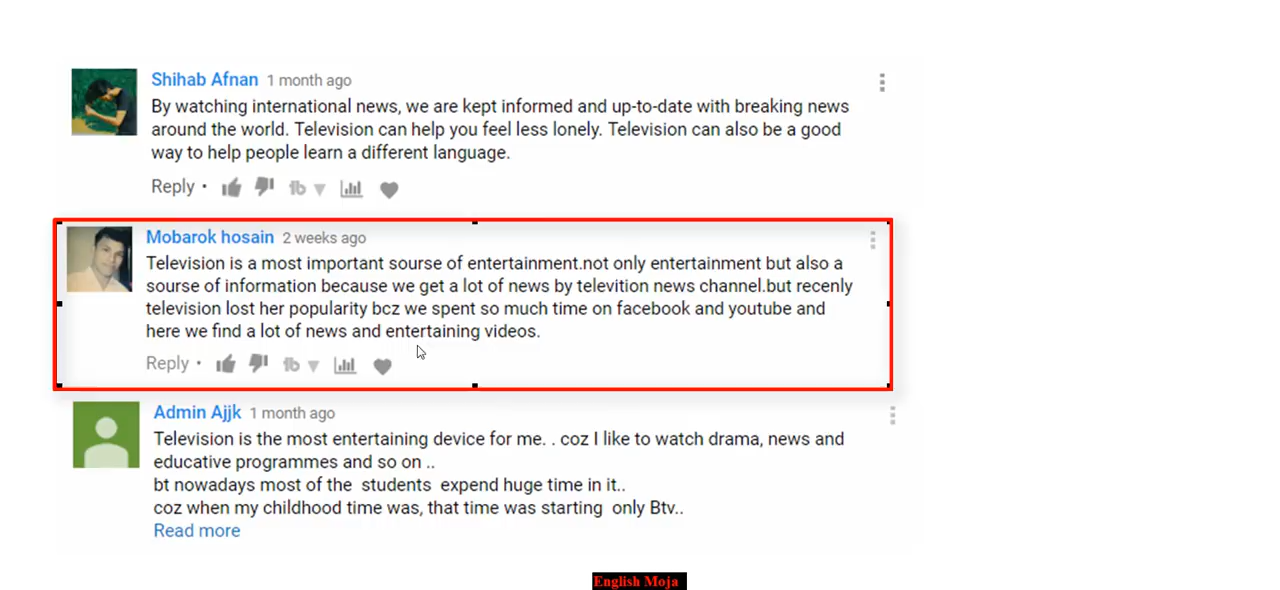 Shihab Afnan 1 month ago
By watching international news, we are kept informed and up-to-date with breaking news
around the world. Television can help you feel less lonely. Television can also be a good
way to help people learn a different language.
Reply •
Mobarok hosain 2 weeks ago
Television is a most important sourse of entertainment.not only entertainment but also a
sourse of information because we get a lot of news by televition news channel.but recenly
television lost her popularity bcz we spent so much time on facebook and youtube and
here we find a lot of news and entertaining videos.
Reply •
Admin Ajjk 1 month ago
Television is the most entertaining device for me. . coz I like to watch drama, news and
educative programmes and so on ..
bt nowadays most of the students expend huge time in it..
coz when my childhood time was, that time was starting only Btv..
Read more
English Moja